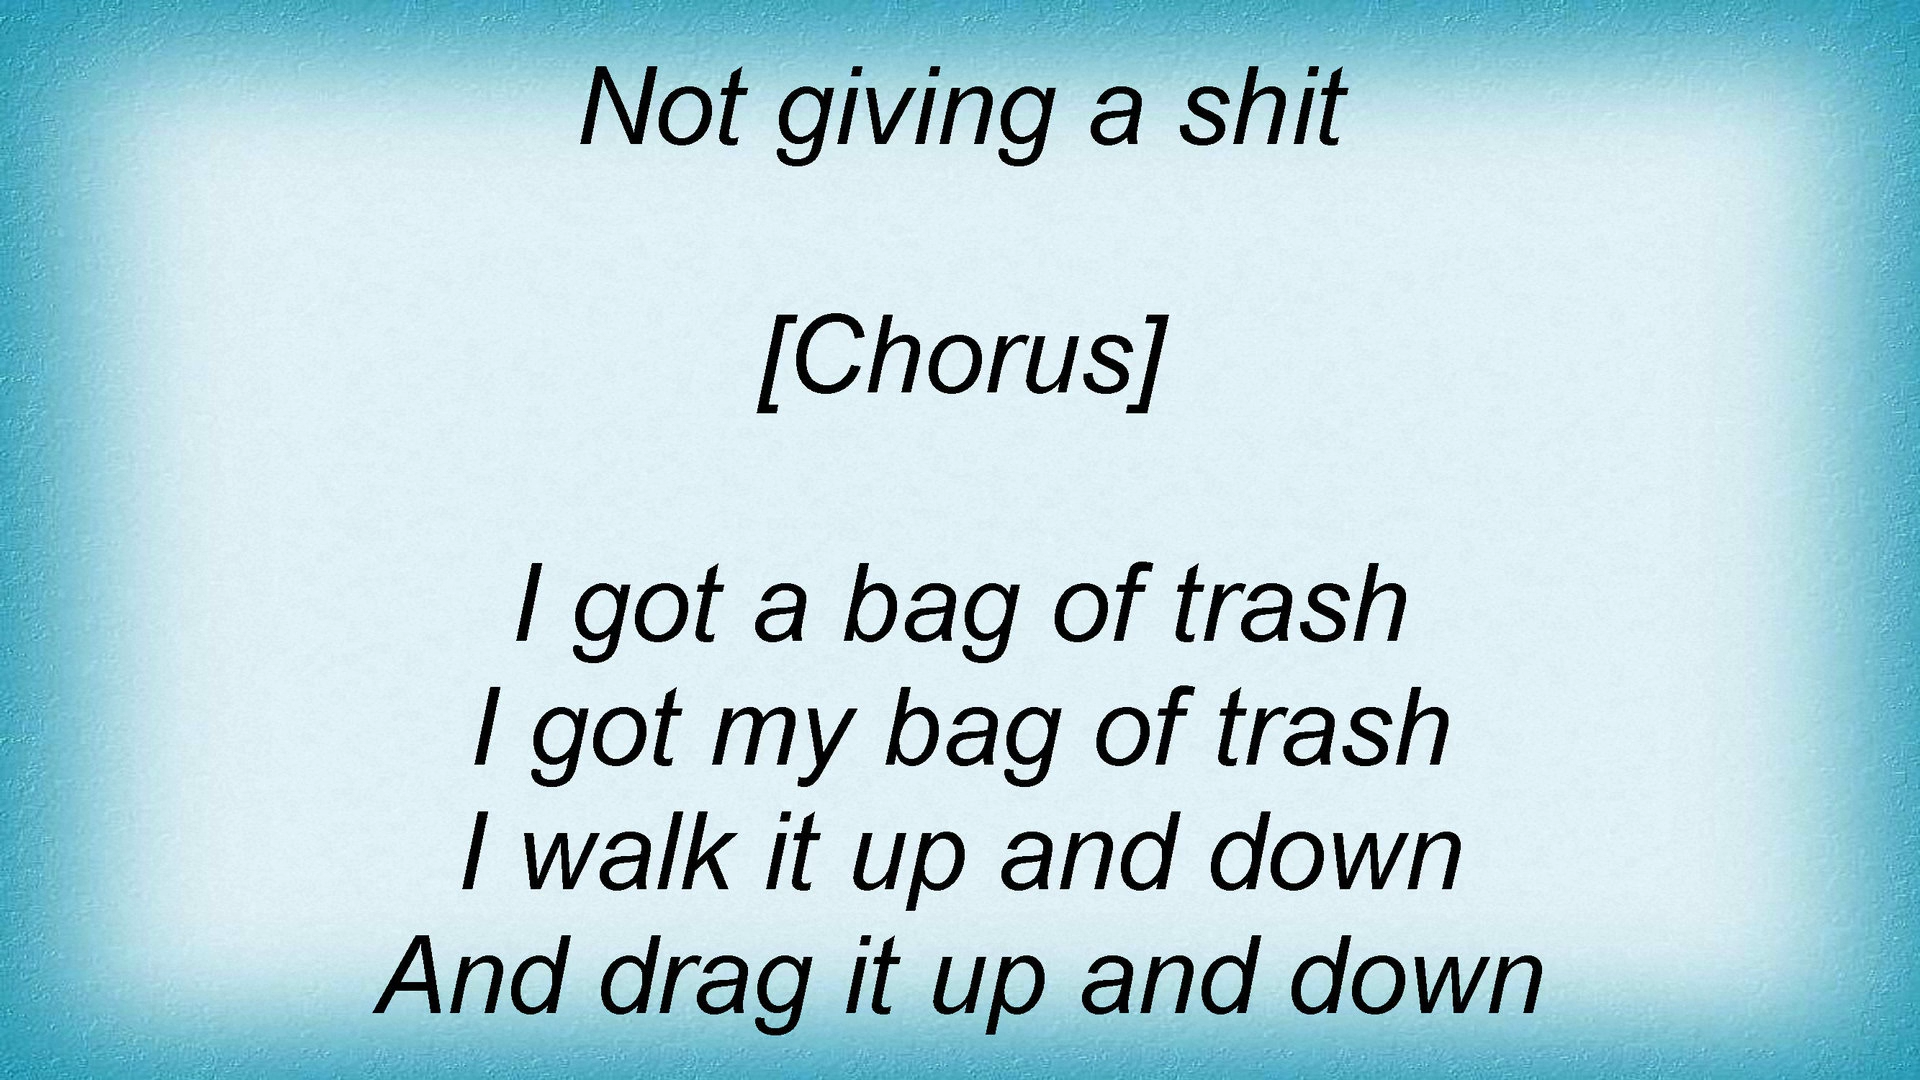 Not giving a shit
[Chorus]
I got a bag of trash
I got my bag of trash
I walk it up and down
And drag it up and down